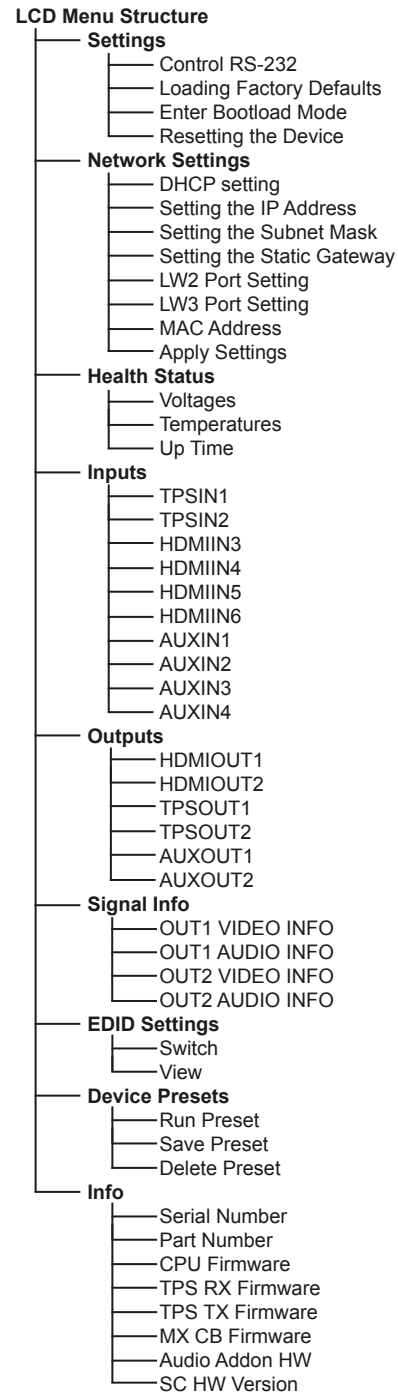 LCD Menu Structure
Settings
Control RS-232
Loading Factory Defaults
Enter Bootload Mode
Resetting the Device
Network Settings
DHCP setting
Setting the IP Address
Setting the Subnet Mask
Setting the Static Gateway
LW2 Port Setting
LW3 Port Setting
MAC Address
Apply Settings
Health Status
Voltages
Temperatures
Up Time
Inputs
TPSIN1
TPSIN2
HDMIIN3
HDMIIN4
HDMIIN5
HDMIIN6
AUXIN1
AUXIN2
AUXIN3
AUXIN4
Outputs
HDMIOUT1
HDMIOUT2
TPSOUT1
TPSOUT2
AUXOUT1
AUXOUT2
Signal Info
OUT1 VIDEO INFO
OUT1 AUDIO INFO
OUT2 VIDEO INFO
OUT2 AUDIO INFO
EDID Settings
Switch
View
Device Presets
Run Preset
Save Preset
Delete Preset
Info
Serial Number
Part Number
CPU Firmware
TPS RX Firmware
TPS TX Firmware
MX CB Firmware
Audio Addon HW
SC HW Version